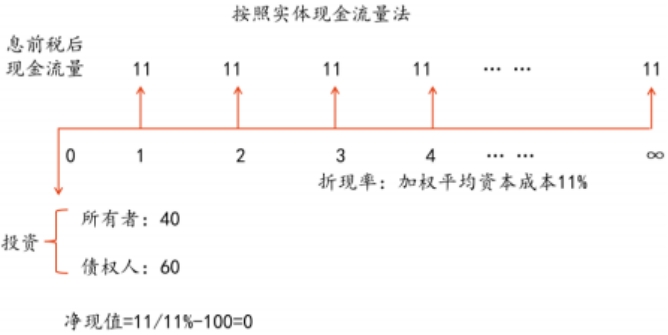 按照实体现金流量法
息前税后
现金流量 11 11 11 11 … … 11
0 1 2 3 4 … … ∞
折现率：加权平均资本成本11%
投资
所有者：40
债权人：60
净现值=11/11%-100=0